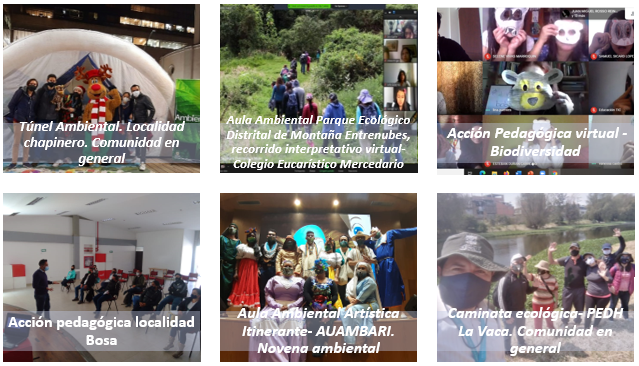 Túnel Ambiental. Localidad
chapinero. Comunidad en
general
Aula Ambiental Parque Ecológico
Distrital de Montaña Entrenubes,
recorrido interpretativo virtual-
Colegio Eucarístico Mercedario
Acción Pedagógica virtual -
Biodiversidad
Acción pedagógica localidad
Bosa
Aula Ambiental Artística
Itinerante- AUAMBARI.
Novena ambiental
Caminata ecológica- PEDH
La Vaca. Comunidad en
general